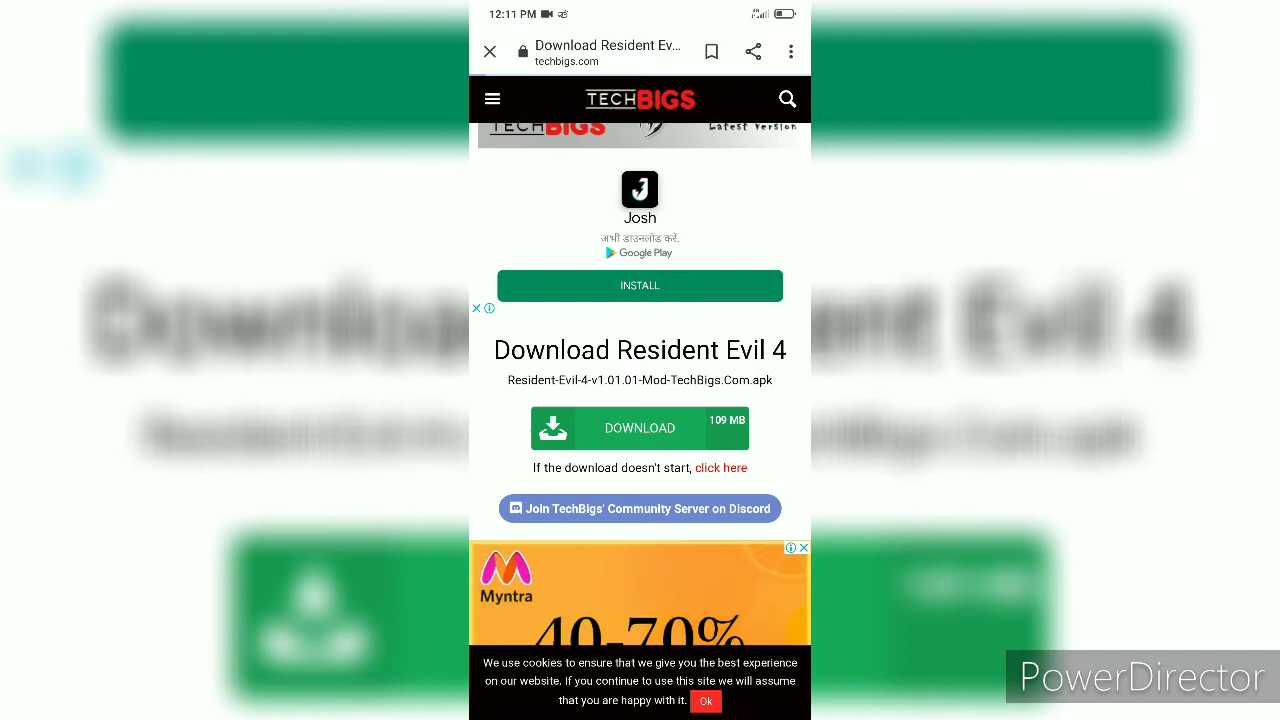 12:11 PM
4G
Download Resident Ev...
techbigs.com
TECHBIGS
TECHBIGS
Latest Version
Josh
अभी डाउनलोड करें.
Google Play
INSTALL
Download Resident Evil 4
Resident-Evil-4-v1.01.01-Mod-TechBigs.Com.apk
DOWNLOAD
109 MB
If the download doesn't start, click here
Join TechBigs' Community Server on Discord
Myntra
40-70%
We use cookies to ensure that we give you the best experience
on our website. If you continue to use this site we will assume
that you are happy with it. Ok
PowerDirector